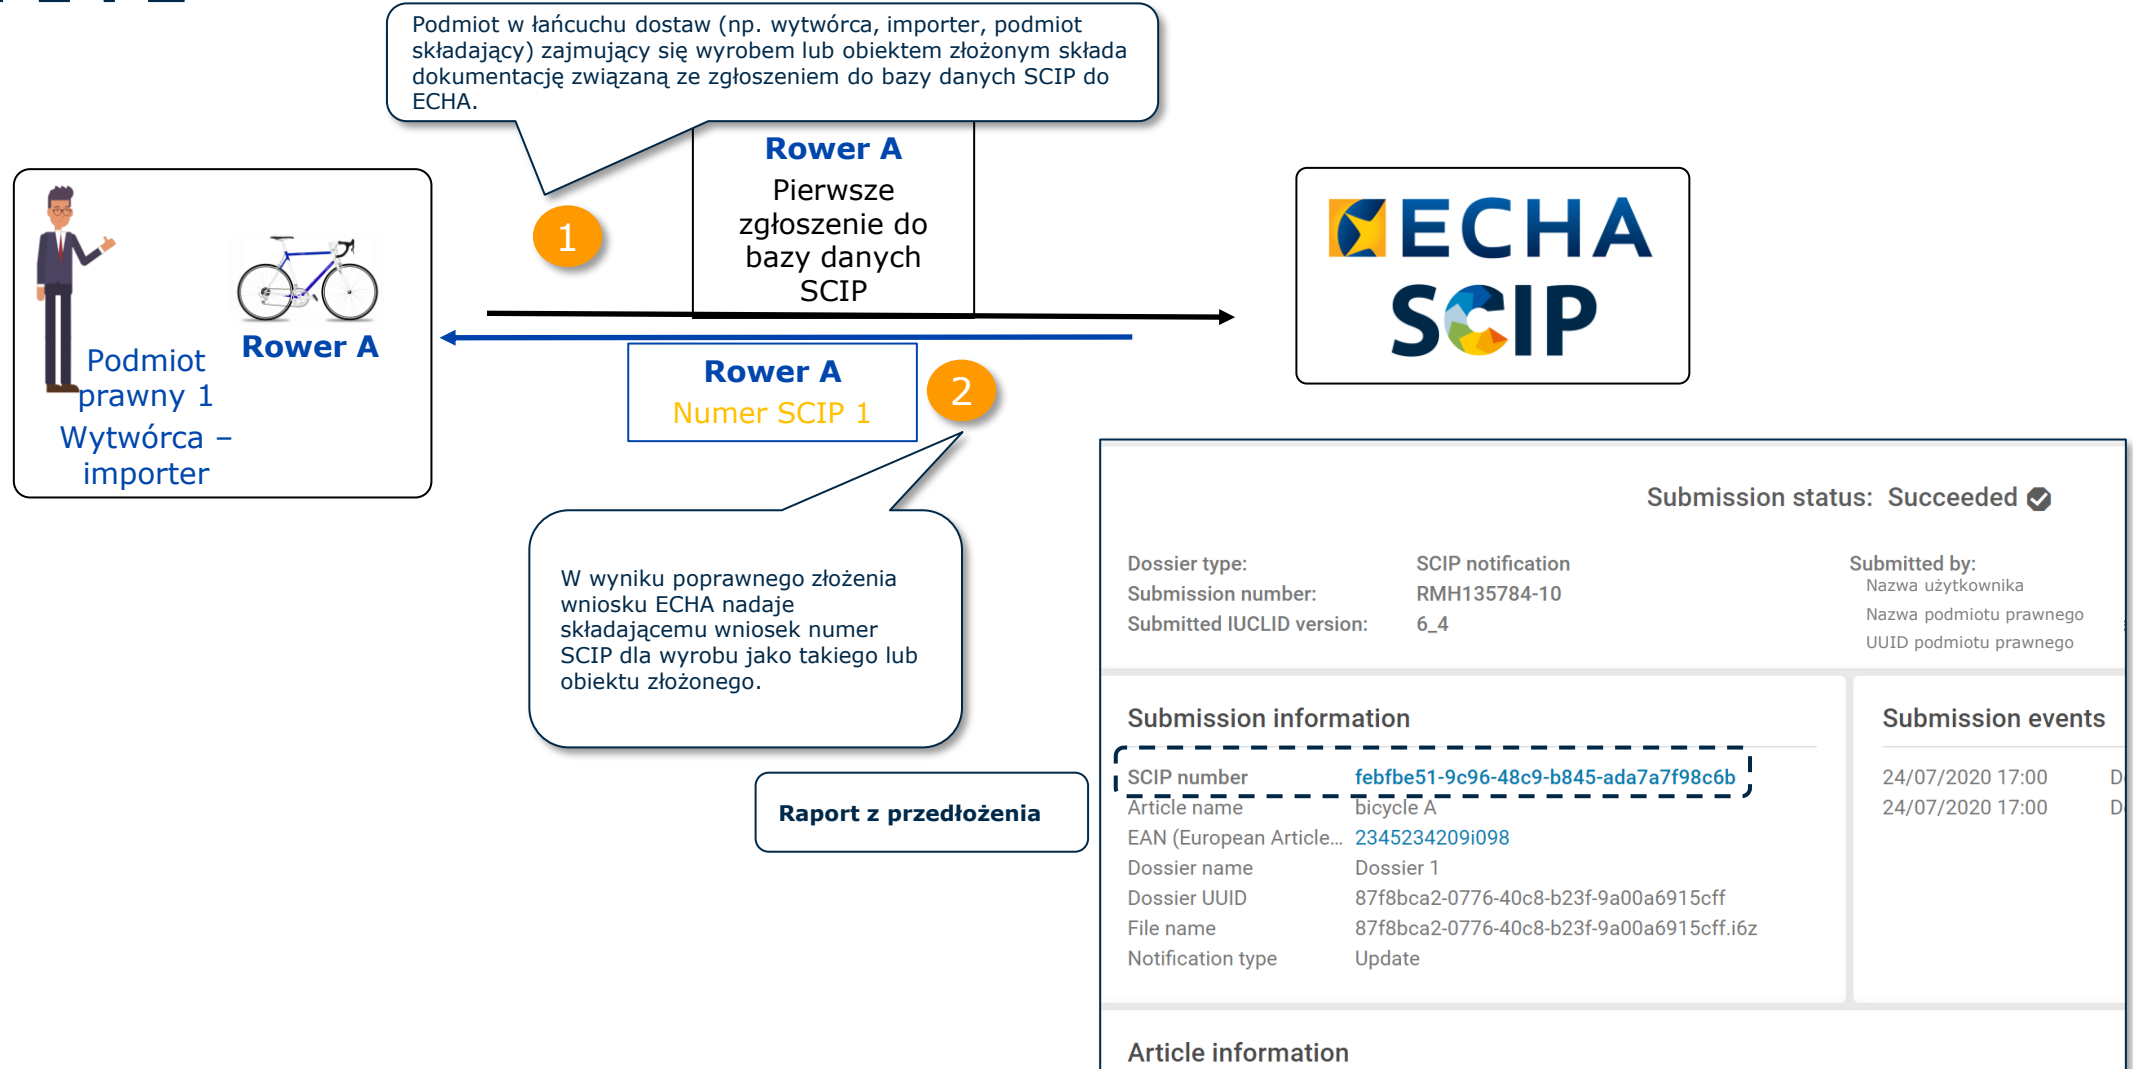 Podmiot w łańcuchu dostaw (np. wytwórca, importer, podmiot
składający) zajmujący się wyrobem lub obiektem złożonym składa
dokumentację związaną ze zgłoszeniem do bazy danych SCIP do
ECHA.
Rower A
Pierwsze
zgłoszenie do
bazy danych
SCIP
1
Rower A
Podmiot
prawny 1
Wytwórca –
importer
ECHA
SCIP
Rower A
Numer SCIP 1
2
W wyniku poprawnego złożenia
wniosku ECHA nadaje
składającemu wniosek numer
SCIP dla wyrobu jako takiego lub
obiektu złożonego.
Raport z przedłożenia
Submission status: Succeeded
Dossier type: SCIP notification
Submission number: RMH135784-10
Submitted IUCLID version: 6_4
Submitted by:
Nazwa użytkownika
Nazwa podmiotu prawnego
UUID podmiotu prawnego
Submission information
SCIP number febfbe51-9c96-48c9-b845-ada7a7f98c6b
Article name bicycle A
EAN (European Article... 2345234209i098
Dossier name Dossier 1
Dossier UUID 87f8bca2-0776-40c8-b23f-9a00a6915cff
File name 87f8bca2-0776-40c8-b23f-9a00a6915cff.i6z
Notification type Update
Submission events
24/07/2020 17:00
24/07/2020 17:00
Article information